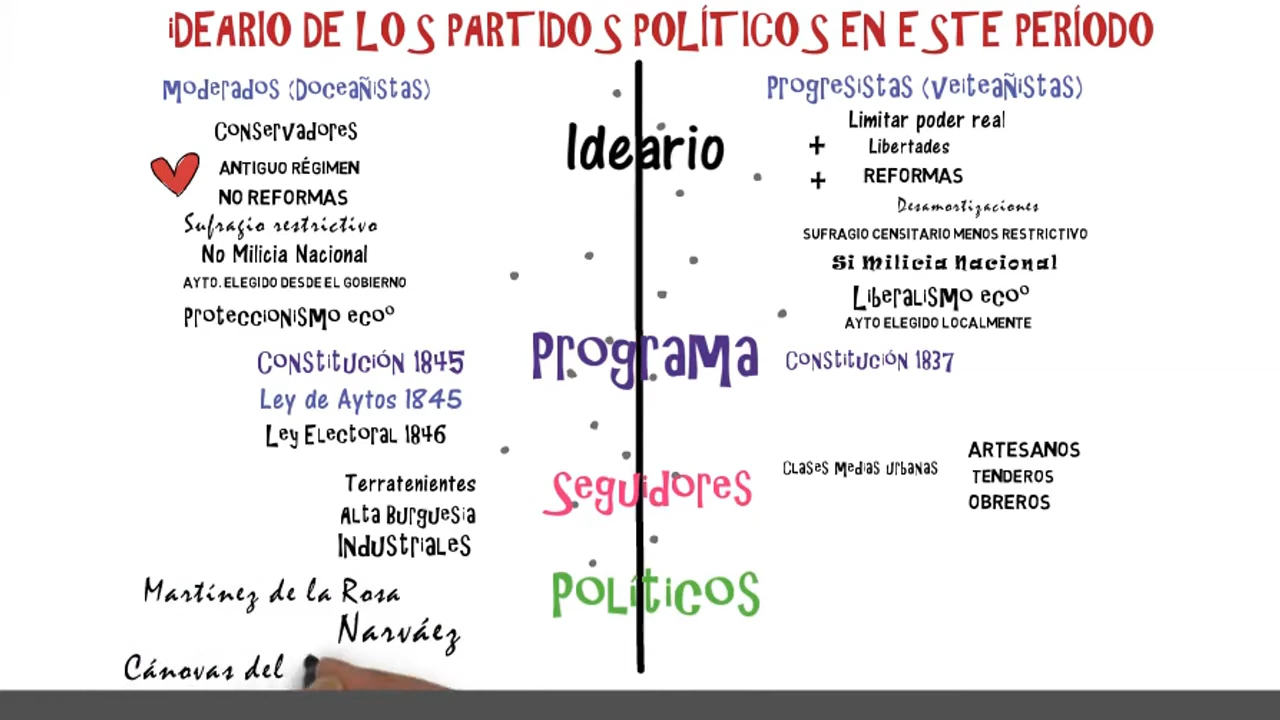 iDEARIO DE LOS PARTIDOS POLÍTICOS EN ESTE PERÍODO
Moderados (Doceañistas)
Conservadores
ANTIGUO RÉGIMEN
NO REFORMAS
Sufragio restrictivo
No Milicia Nacional
AYTO. ELEGIDO DESDE EL GOBIERNO
Proteccionismo ecoº
Constitución 1845
Ley de Aytos 1845
Ley Electoral 1846
Terratenientes
Alta Burguesia
Industriales
Martínez de la Rosa
Narváez
Cánovas del
Ideario
Programa
Seguidores
Políticos
Progresistas (Veiteañistas)
Limitar poder real
+ Libertades
+ REFORMAS
Desamortizaciones
SUFRAGIO CENSITARIO MENOS RESTRICTIVO
Si Milicia Nacional
Liberalismo ecoº
AYTO ELEGIDO LOCALMENTE
Constitución 1837
Clases Medias Urbanas
ARTESANOS
TENDEROS
OBREROS